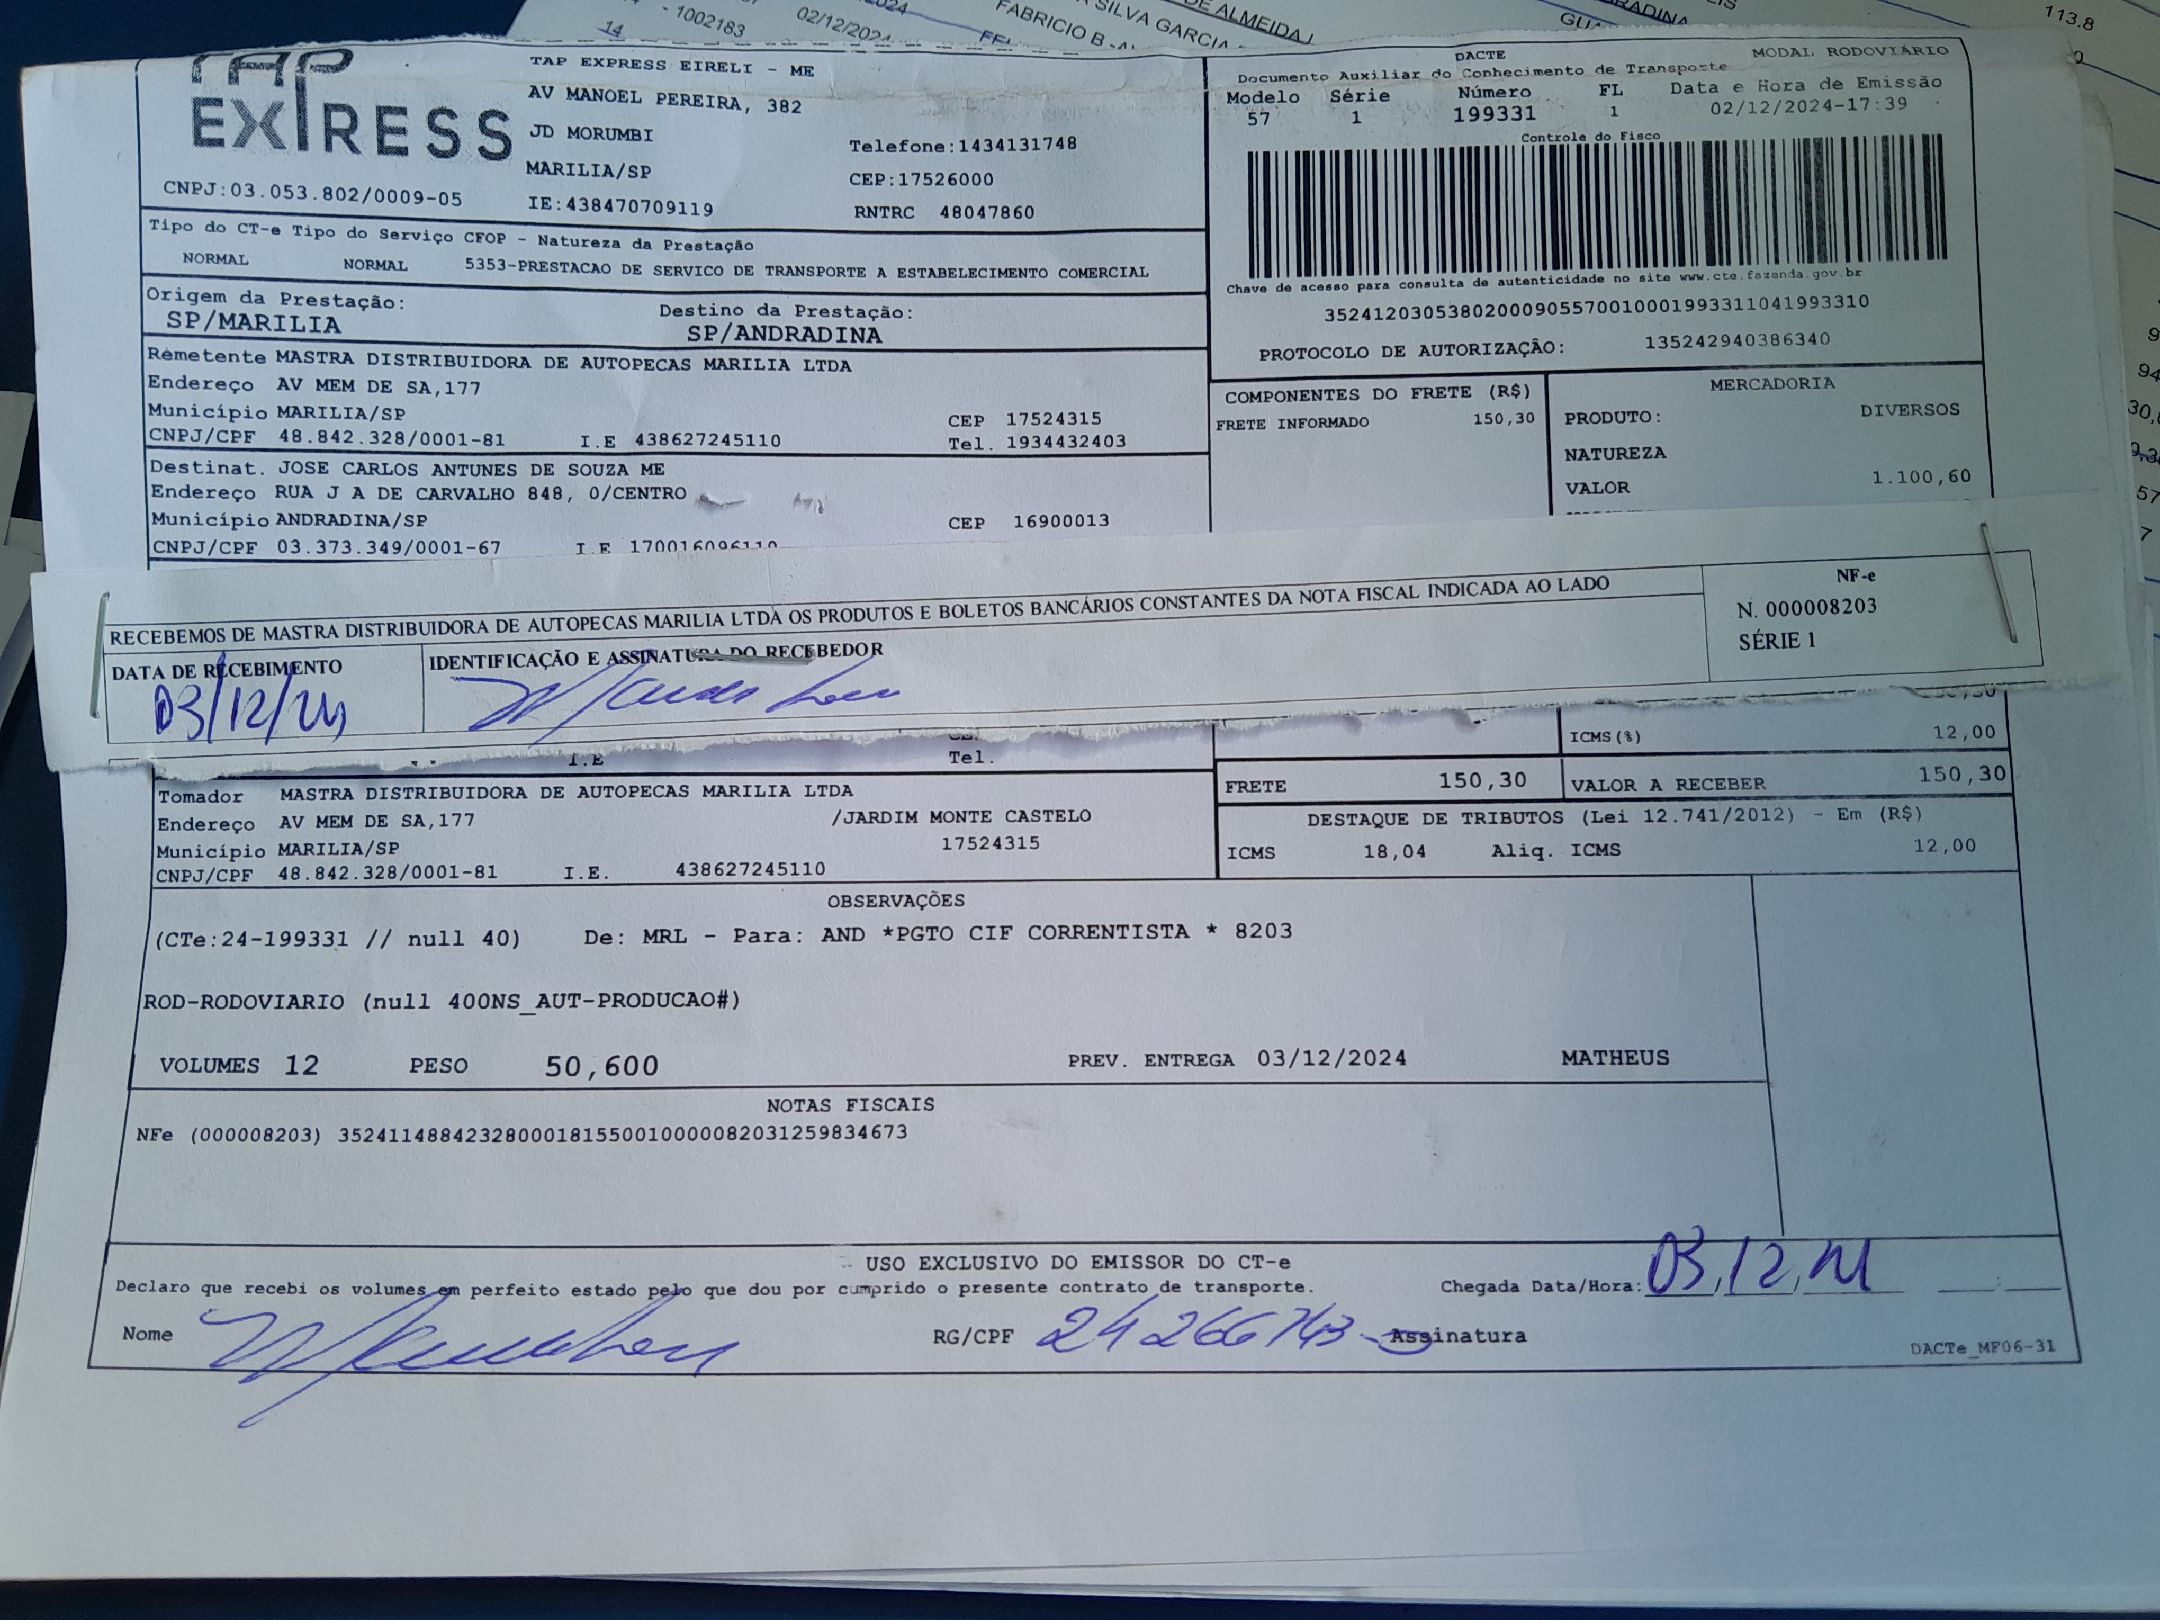 - 1002183
02/12/2024
14
FABRICIO B
SILVA GARCIA
DE ALMEIDA
113.8
TAP
EXPRESS
CNPJ:03.053.802/0009-05
TAP EXPRESS EIRELI - ME
AV MANOEL PEREIRA, 382
JD MORUMBI
MARILIA/SP
IE:438470709119
Telefone:1434131748
CEP:17526000
RNTRC 48047860
DACTE
MODAL RODOVIÁRIO
Documento Auxiliar do Conhecimento de Transporte
Modelo Série Número FL Data e Hora de Emissão
57 1 199331 1 02/12/2024-17:39
Controle do Fisco
Chave de acesso para consulta de autenticidade no site www.cte.fazenda.gov.br
35241203053802000905570010001993311041993310
PROTOCOLO DE AUTORIZAÇÃO: 135242940386340
Tipo do CT-e Tipo do Serviço CFOP - Natureza da Prestação
NORMAL NORMAL 5353-PRESTACAO DE SERVICO DE TRANSPORTE A ESTABELECIMENTO COMERCIAL
Origem da Prestação: Destino da Prestação:
SP/MARILIA SP/ANDRADINA
Remetente MASTRA DISTRIBUIDORA DE AUTOPECAS MARILIA LTDA
Endereço AV MEM DE SA,177
Município MARILIA/SP CEP 17524315
CNPJ/CPF 48.842.328/0001-81 I.E 438627245110 Tel. 1934432403
Destinat. JOSE CARLOS ANTUNES DE SOUZA ME
Endereço RUA J A DE CARVALHO 848, 0/CENTRO
Município ANDRADINA/SP CEP 16900013
CNPJ/CPF 03.373.349/0001-67 I.E 170016096110
COMPONENTES DO FRETE (R$)
FRETE INFORMADO 150,30
MERCADORIA
PRODUTO: DIVERSOS
NATUREZA
VALOR 1.100,60
RECEBEMOS DE MASTRA DISTRIBUIDORA DE AUTOPECAS MARILIA LTDA OS PRODUTOS E BOLETOS BANCÁRIOS CONSTANTES DA NOTA FISCAL INDICADA AO LADO
DATA DE RECEBIMENTO
03/12/24
IDENTIFICAÇÃO E ASSINATURA DO RECEBEDOR
NF-e
N. 000008203
SÉRIE 1
I.E Tel.
ICMS(%) 12,00
FRETE 150,30 VALOR A RECEBER 150,30
Tomador MASTRA DISTRIBUIDORA DE AUTOPECAS MARILIA LTDA
Endereço AV MEM DE SA,177 /JARDIM MONTE CASTELO
Município MARILIA/SP 17524315
CNPJ/CPF 48.842.328/0001-81 I.E. 438627245110
DESTAQUE DE TRIBUTOS (Lei 12.741/2012) - Em (R$)
ICMS 18,04 Aliq. ICMS 12,00
OBSERVAÇÕES
(CTe:24-199331 // null 40) De: MRL - Para: AND *PGTO CIF CORRENTISTA * 8203
ROD-RODOVIARIO (null 400NS_AUT-PRODUCAO#)
VOLUMES 12 PESO 50,600 PREV. ENTREGA 03/12/2024 MATHEUS
NOTAS FISCAIS
NFe (000008203) 35241148842328000181550010000082031259834673
USO EXCLUSIVO DO EMISSOR DO CT-e
Declaro que recebi os volumes em perfeito estado pelo que dou por cumprido o presente contrato de transporte.
Chegada Data/Hora: 03,12,24
Nome RG/CPF 24266743 Assinatura
DACTe_MF06-31